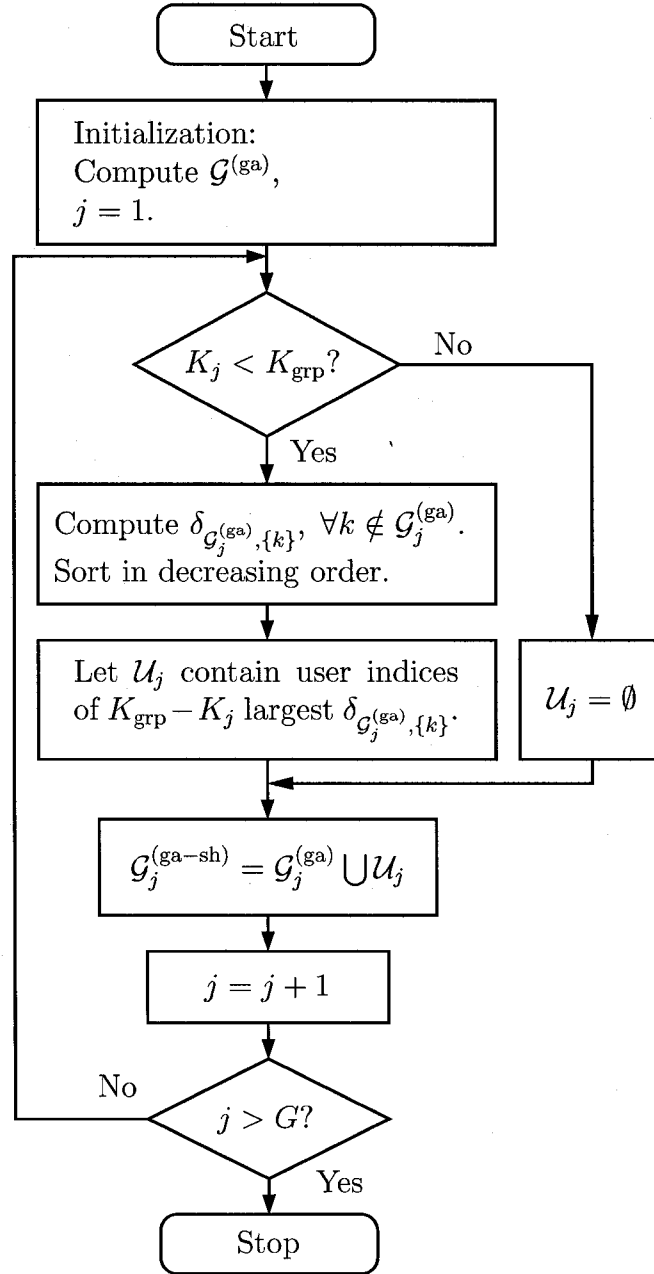 Start
Initialization:
Compute 𝒢^(ga),
j = 1.
K_j < K_grp?
No
Yes
Compute δ_{𝒢_j^(ga),{k}}, ∀k ∉ 𝒢_j^(ga).
Sort in decreasing order.
Let 𝒰_j contain user indices
of K_grp − K_j largest δ_{𝒢_j^(ga),{k}}.
𝒰_j = ∅
𝒢_j^(ga−sh) = 𝒢_j^(ga) ⋃ 𝒰_j
j = j + 1
No
j > G?
Yes
Stop